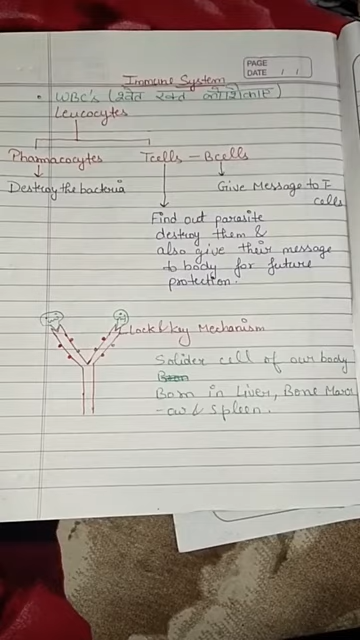 PAGE
DATE / /
Immune System
• WBC's (श्वेत रक्त कोशिकाएं)
Leucocytes
Phamacocytes Tcells - Bcells
Destroy the backria Give Message to T
cells
Find out parasite
destroy them &
also give their message
to body for future
protection.
Lock & key Mechanism
Solider cell of our body
Born in Liver, Bone Marr
-ow & spleen.